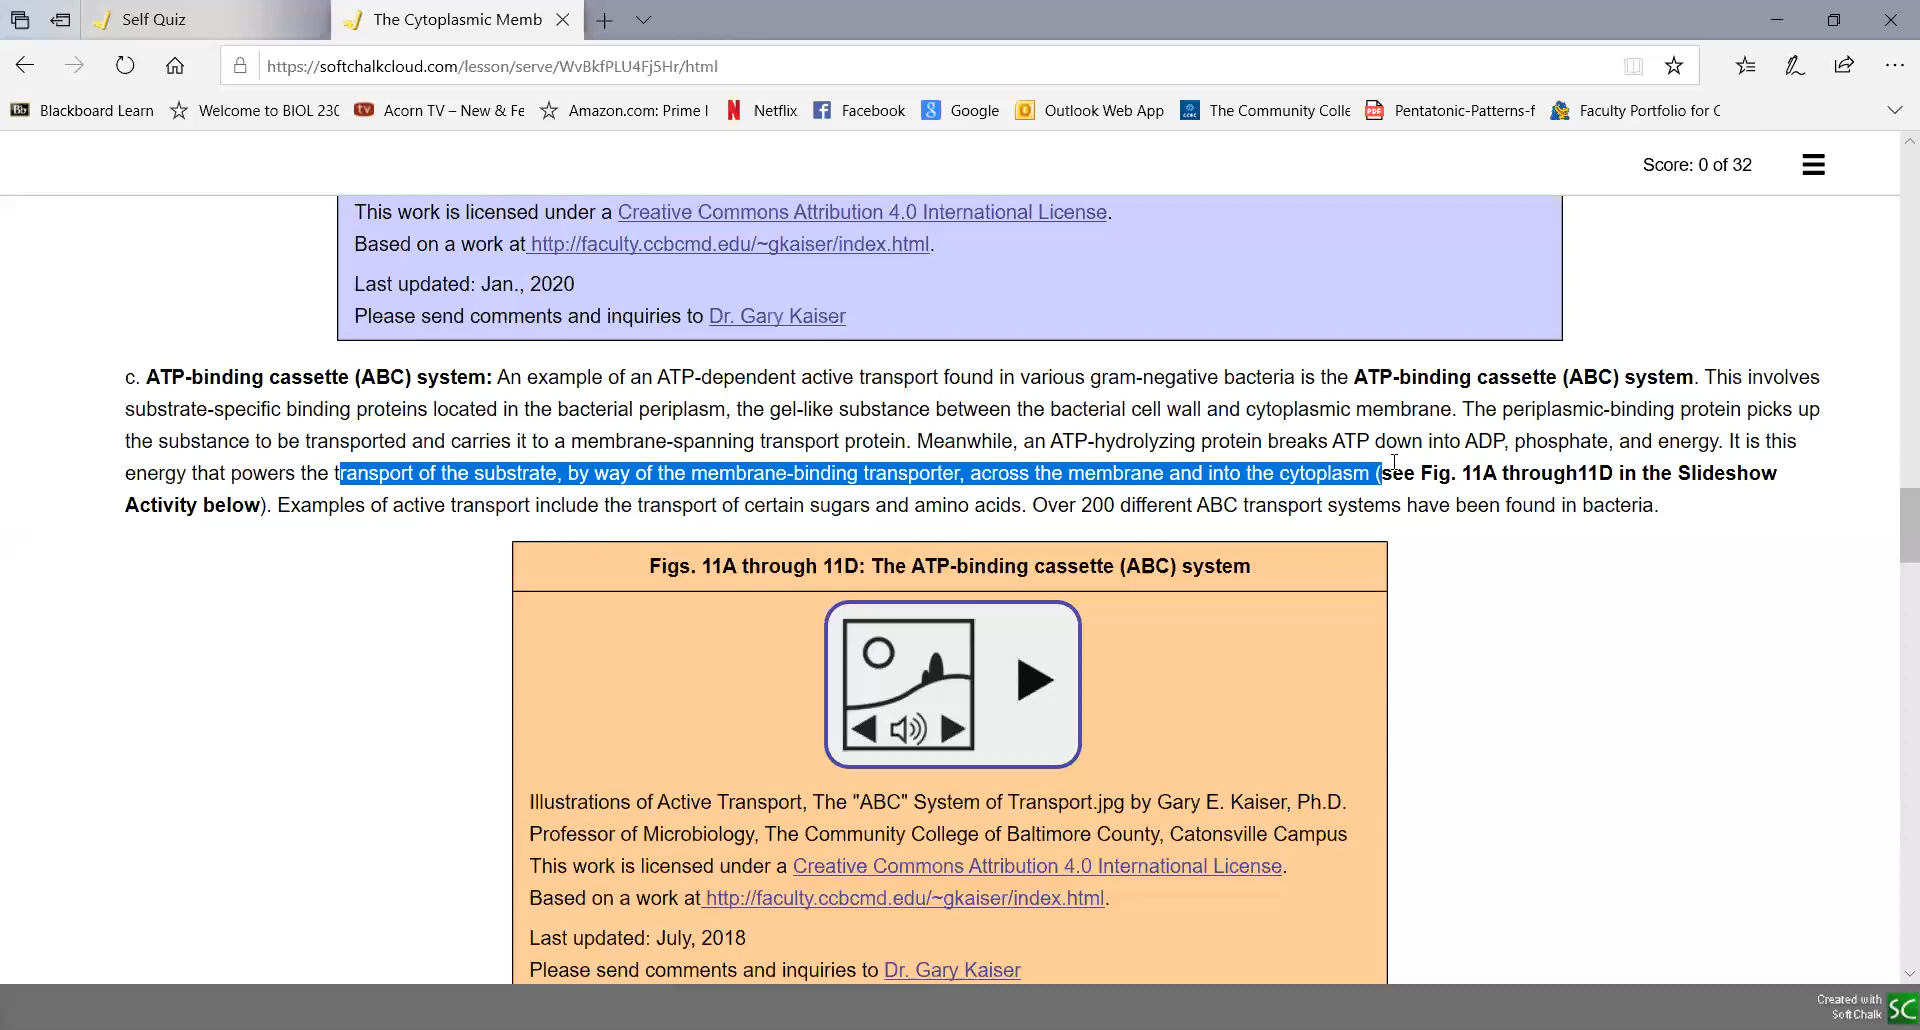 Self Quiz
The Cytoplasmic Memb
https://softchalkcloud.com/lesson/serve/WvBkfPLU4Fj5Hr/html
Bb Blackboard Learn Welcome to BIOL 230 tv Acorn TV – New & Fe Amazon.com: Prime I N Netflix f Facebook g Google O Outlook Web App CCBC The Community Colle PDF Pentatonic-Patterns-f Faculty Portfolio for C
Score: 0 of 32
This work is licensed under a Creative Commons Attribution 4.0 International License.
Based on a work at http://faculty.ccbcmd.edu/~gkaiser/index.html.
Last updated: Jan., 2020
Please send comments and inquiries to Dr. Gary Kaiser
c. ATP-binding cassette (ABC) system: An example of an ATP-dependent active transport found in various gram-negative bacteria is the ATP-binding cassette (ABC) system. This involves
substrate-specific binding proteins located in the bacterial periplasm, the gel-like substance between the bacterial cell wall and cytoplasmic membrane. The periplasmic-binding protein picks up
the substance to be transported and carries it to a membrane-spanning transport protein. Meanwhile, an ATP-hydrolyzing protein breaks ATP down into ADP, phosphate, and energy. It is this
energy that powers the transport of the substrate, by way of the membrane-binding transporter, across the membrane and into the cytoplasm (see Fig. 11A through11D in the Slideshow
Activity below). Examples of active transport include the transport of certain sugars and amino acids. Over 200 different ABC transport systems have been found in bacteria.
Figs. 11A through 11D: The ATP-binding cassette (ABC) system
Illustrations of Active Transport, The "ABC" System of Transport.jpg by Gary E. Kaiser, Ph.D.
Professor of Microbiology, The Community College of Baltimore County, Catonsville Campus
This work is licensed under a Creative Commons Attribution 4.0 International License.
Based on a work at http://faculty.ccbcmd.edu/~gkaiser/index.html.
Last updated: July, 2018
Please send comments and inquiries to Dr. Gary Kaiser
Created with
SoftChalk
SC